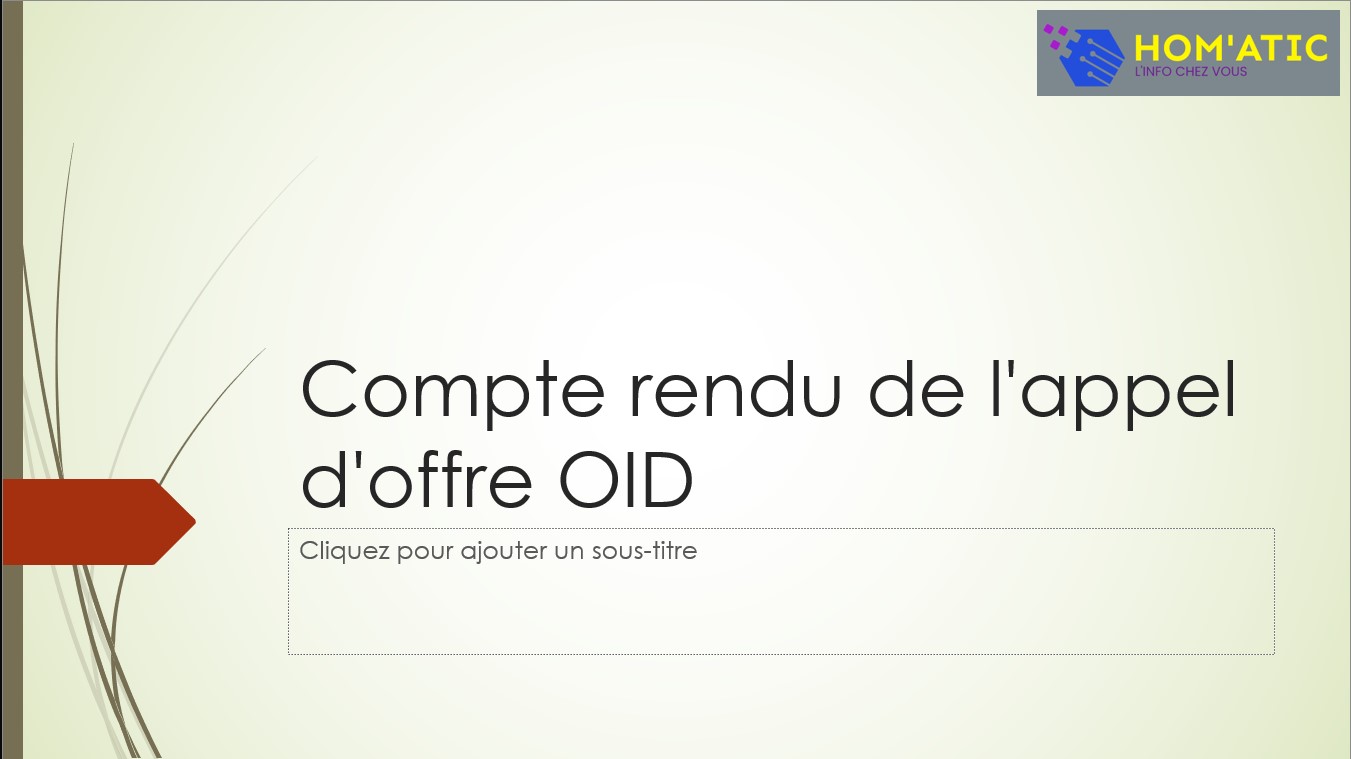 HOM'ATIC
L'INFO CHEZ VOUS
Compte rendu de l'appel
d'offre OID
Cliquez pour ajouter un sous-titre